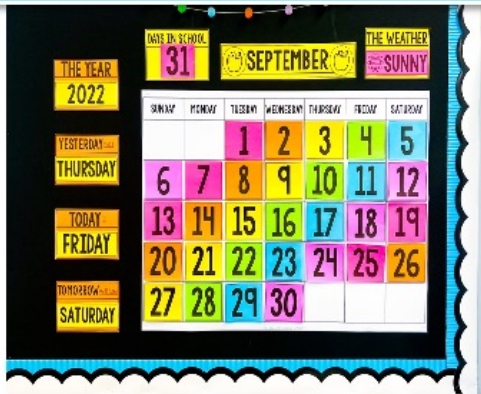 DAYS IN SCHOOL
31
SEPTEMBER
THE WEATHER
SUNNY
THE YEAR
2022
YESTERDAY
THURSDAY
TODAY
FRIDAY
TOMORROW
SATURDAY
SUNDAY MONDAY TUESDAY WEDNESDAY THURSDAY FRIDAY SATURDAY
1 2 3 4 5
6 7 8 9 10 11 12
13 14 15 16 17 18 19
20 21 22 23 24 25 26
27 28 29 30